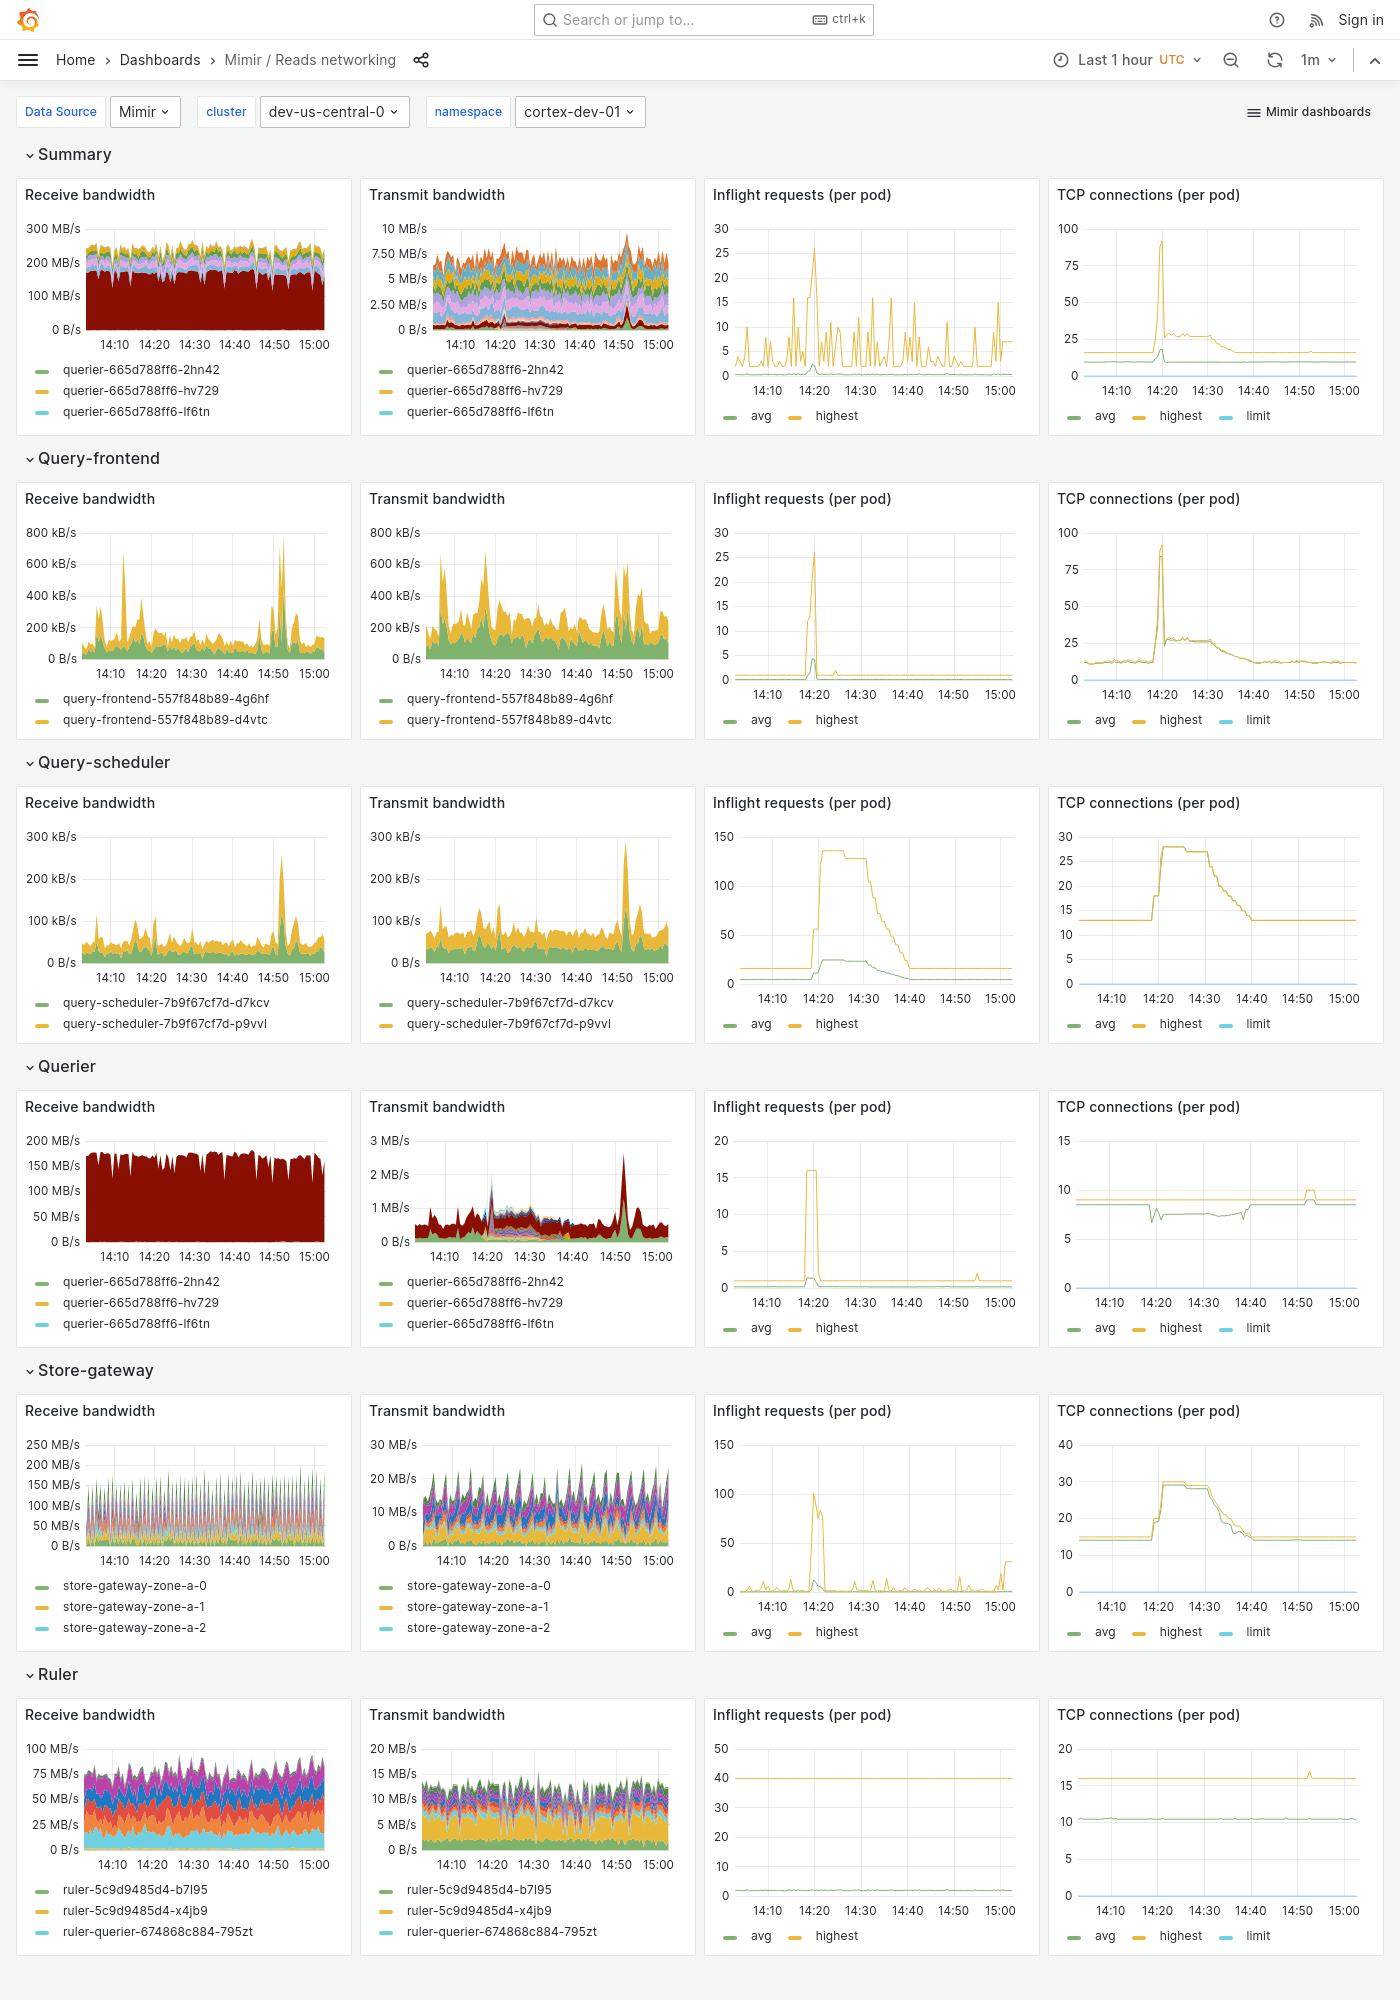 Search or jump to... ctrl+k Sign in
Home › Dashboards › Mimir / Reads networking Last 1 hour UTC 1m
Data Source Mimir cluster dev-us-central-0 namespace cortex-dev-01 Mimir dashboards
Summary
Receive bandwidth
300 MB/s
200 MB/s
100 MB/s
0 B/s
14:10 14:20 14:30 14:40 14:50 15:00
querier-665d788ff6-2hn42
querier-665d788ff6-hv729
querier-665d788ff6-lf6tn
Transmit bandwidth
10 MB/s
7.50 MB/s
5 MB/s
2.50 MB/s
0 B/s
14:10 14:20 14:30 14:40 14:50 15:00
querier-665d788ff6-2hn42
querier-665d788ff6-hv729
querier-665d788ff6-lf6tn
Inflight requests (per pod)
30
25
20
15
10
5
0
14:10 14:20 14:30 14:40 14:50 15:00
avg highest
TCP connections (per pod)
100
75
50
25
0
14:10 14:20 14:30 14:40 14:50 15:00
avg highest limit
Query-frontend
Receive bandwidth
800 kB/s
600 kB/s
400 kB/s
200 kB/s
0 B/s
14:10 14:20 14:30 14:40 14:50 15:00
query-frontend-557f848b89-4g6hf
query-frontend-557f848b89-d4vtc
Transmit bandwidth
800 kB/s
600 kB/s
400 kB/s
200 kB/s
0 B/s
14:10 14:20 14:30 14:40 14:50 15:00
query-frontend-557f848b89-4g6hf
query-frontend-557f848b89-d4vtc
Inflight requests (per pod)
30
25
20
15
10
5
0
14:10 14:20 14:30 14:40 14:50 15:00
avg highest
TCP connections (per pod)
100
75
50
25
0
14:10 14:20 14:30 14:40 14:50 15:00
avg highest limit
Query-scheduler
Receive bandwidth
300 kB/s
200 kB/s
100 kB/s
0 B/s
14:10 14:20 14:30 14:40 14:50 15:00
query-scheduler-7b9f67cf7d-d7kcv
query-scheduler-7b9f67cf7d-p9vvl
Transmit bandwidth
300 kB/s
200 kB/s
100 kB/s
0 B/s
14:10 14:20 14:30 14:40 14:50 15:00
query-scheduler-7b9f67cf7d-d7kcv
query-scheduler-7b9f67cf7d-p9vvl
Inflight requests (per pod)
150
100
50
0
14:10 14:20 14:30 14:40 14:50 15:00
avg highest
TCP connections (per pod)
30
25
20
15
10
5
0
14:10 14:20 14:30 14:40 14:50 15:00
avg highest limit
Querier
Receive bandwidth
200 MB/s
150 MB/s
100 MB/s
50 MB/s
0 B/s
14:10 14:20 14:30 14:40 14:50 15:00
querier-665d788ff6-2hn42
querier-665d788ff6-hv729
querier-665d788ff6-lf6tn
Transmit bandwidth
3 MB/s
2 MB/s
1 MB/s
0 B/s
14:10 14:20 14:30 14:40 14:50 15:00
querier-665d788ff6-2hn42
querier-665d788ff6-hv729
querier-665d788ff6-lf6tn
Inflight requests (per pod)
20
15
10
5
0
14:10 14:20 14:30 14:40 14:50 15:00
avg highest
TCP connections (per pod)
15
10
5
0
14:10 14:20 14:30 14:40 14:50 15:00
avg highest limit
Store-gateway
Receive bandwidth
250 MB/s
200 MB/s
150 MB/s
100 MB/s
50 MB/s
0 B/s
14:10 14:20 14:30 14:40 14:50 15:00
store-gateway-zone-a-0
store-gateway-zone-a-1
store-gateway-zone-a-2
Transmit bandwidth
30 MB/s
20 MB/s
10 MB/s
0 B/s
14:10 14:20 14:30 14:40 14:50 15:00
store-gateway-zone-a-0
store-gateway-zone-a-1
store-gateway-zone-a-2
Inflight requests (per pod)
150
100
50
0
14:10 14:20 14:30 14:40 14:50 15:00
avg highest
TCP connections (per pod)
40
30
20
10
0
14:10 14:20 14:30 14:40 14:50 15:00
avg highest limit
Ruler
Receive bandwidth
100 MB/s
75 MB/s
50 MB/s
25 MB/s
0 B/s
14:10 14:20 14:30 14:40 14:50 15:00
ruler-5c9d9485d4-b7l95
ruler-5c9d9485d4-x4jb9
ruler-querier-674868c884-795zt
Transmit bandwidth
20 MB/s
15 MB/s
10 MB/s
5 MB/s
0 B/s
14:10 14:20 14:30 14:40 14:50 15:00
ruler-5c9d9485d4-b7l95
ruler-5c9d9485d4-x4jb9
ruler-querier-674868c884-795zt
Inflight requests (per pod)
50
40
30
20
10
0
14:10 14:20 14:30 14:40 14:50 15:00
avg highest
TCP connections (per pod)
20
15
10
5
0
14:10 14:20 14:30 14:40 14:50 15:00
avg highest limit